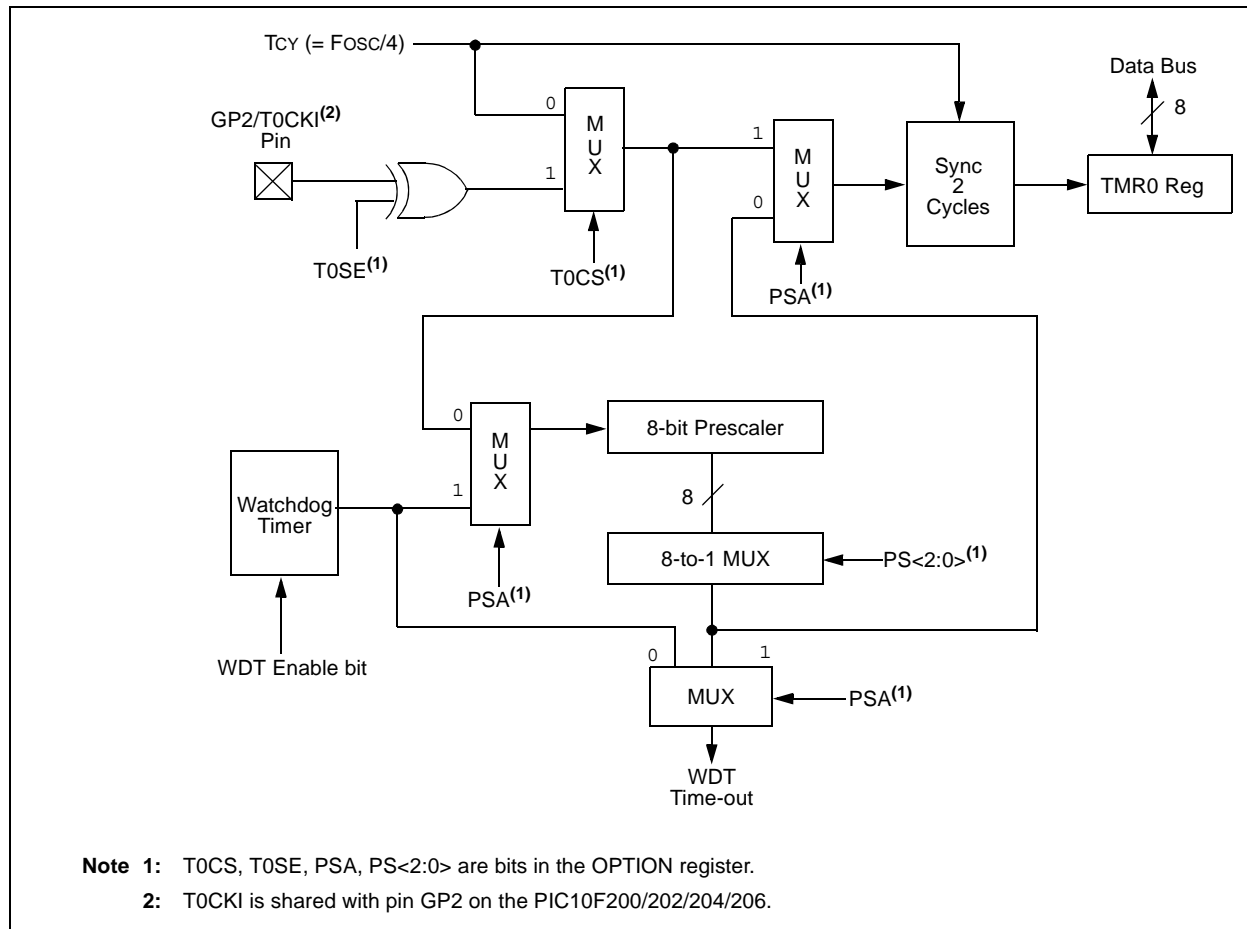 TCY (= FOSC/4)
Data Bus
8
GP2/T0CKI(2)
Pin
0
1
M
U
X
1
0
M
U
X
Sync
2
Cycles
TMR0 Reg
T0SE(1)
T0CS(1)
PSA(1)
0
1
M
U
X
8-bit Prescaler
8
Watchdog
Timer
8-to-1 MUX
PS<2:0>(1)
PSA(1)
WDT Enable bit
0
1
MUX
PSA(1)
WDT
Time-out
Note 1: T0CS, T0SE, PSA, PS<2:0> are bits in the OPTION register.
2: T0CKI is shared with pin GP2 on the PIC10F200/202/204/206.